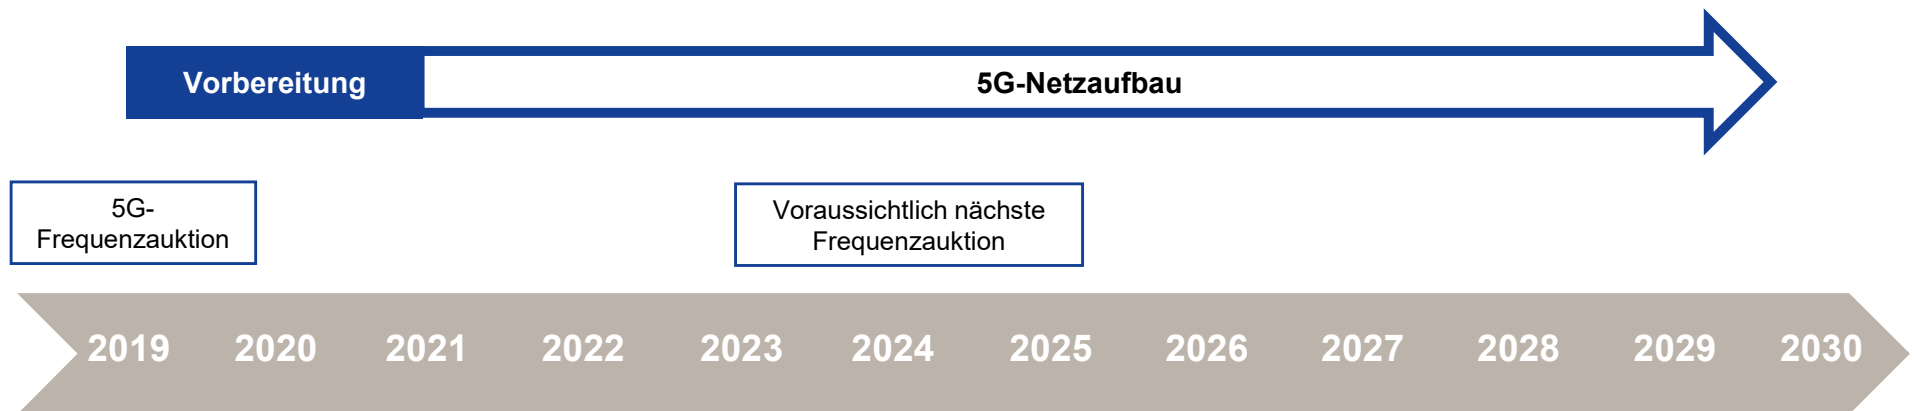 Vorbereitung
5G-Netzaufbau
5G-
Frequenzauktion
Voraussichtlich nächste
Frequenzauktion
2019 2020 2021 2022 2023 2024 2025 2026 2027 2028 2029 2030